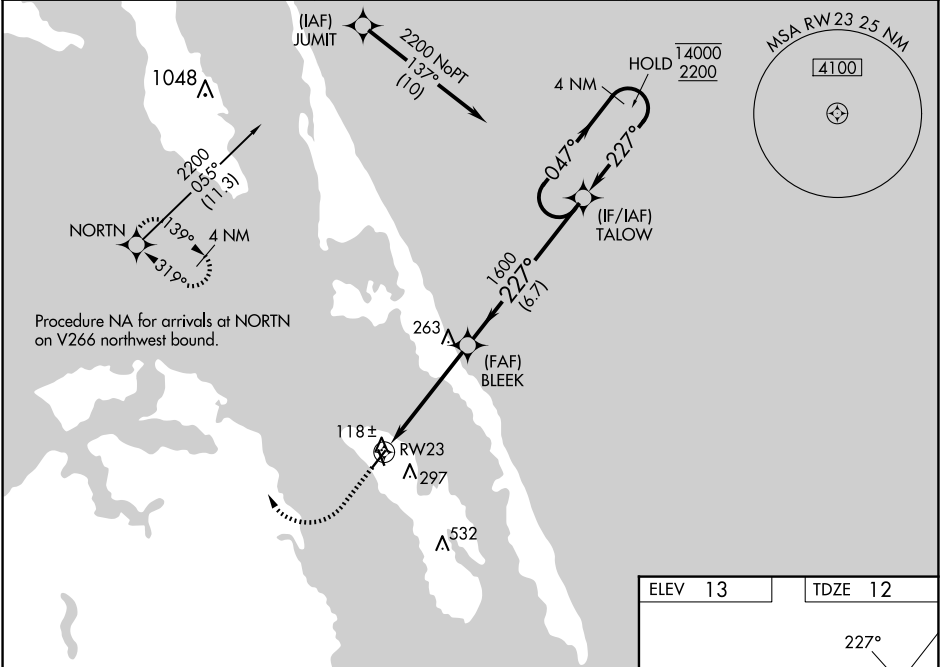 (IAF)
JUMIT
2200 NoPT
137°
(10)
HOLD 14000
2200
4 NM
047°
227°
MSA RW 23 25 NM
4100
1048
2200
055°
(11.3)
NORTN
139°
4 NM
319°
(IF/IAF)
TALOW
1600
227°
(6.7)
Procedure NA for arrivals at NORTN
on V266 northwest bound.
263
(FAF)
BLEEK
118±
RW23
297
532
ELEV 13
TDZE 12
227°